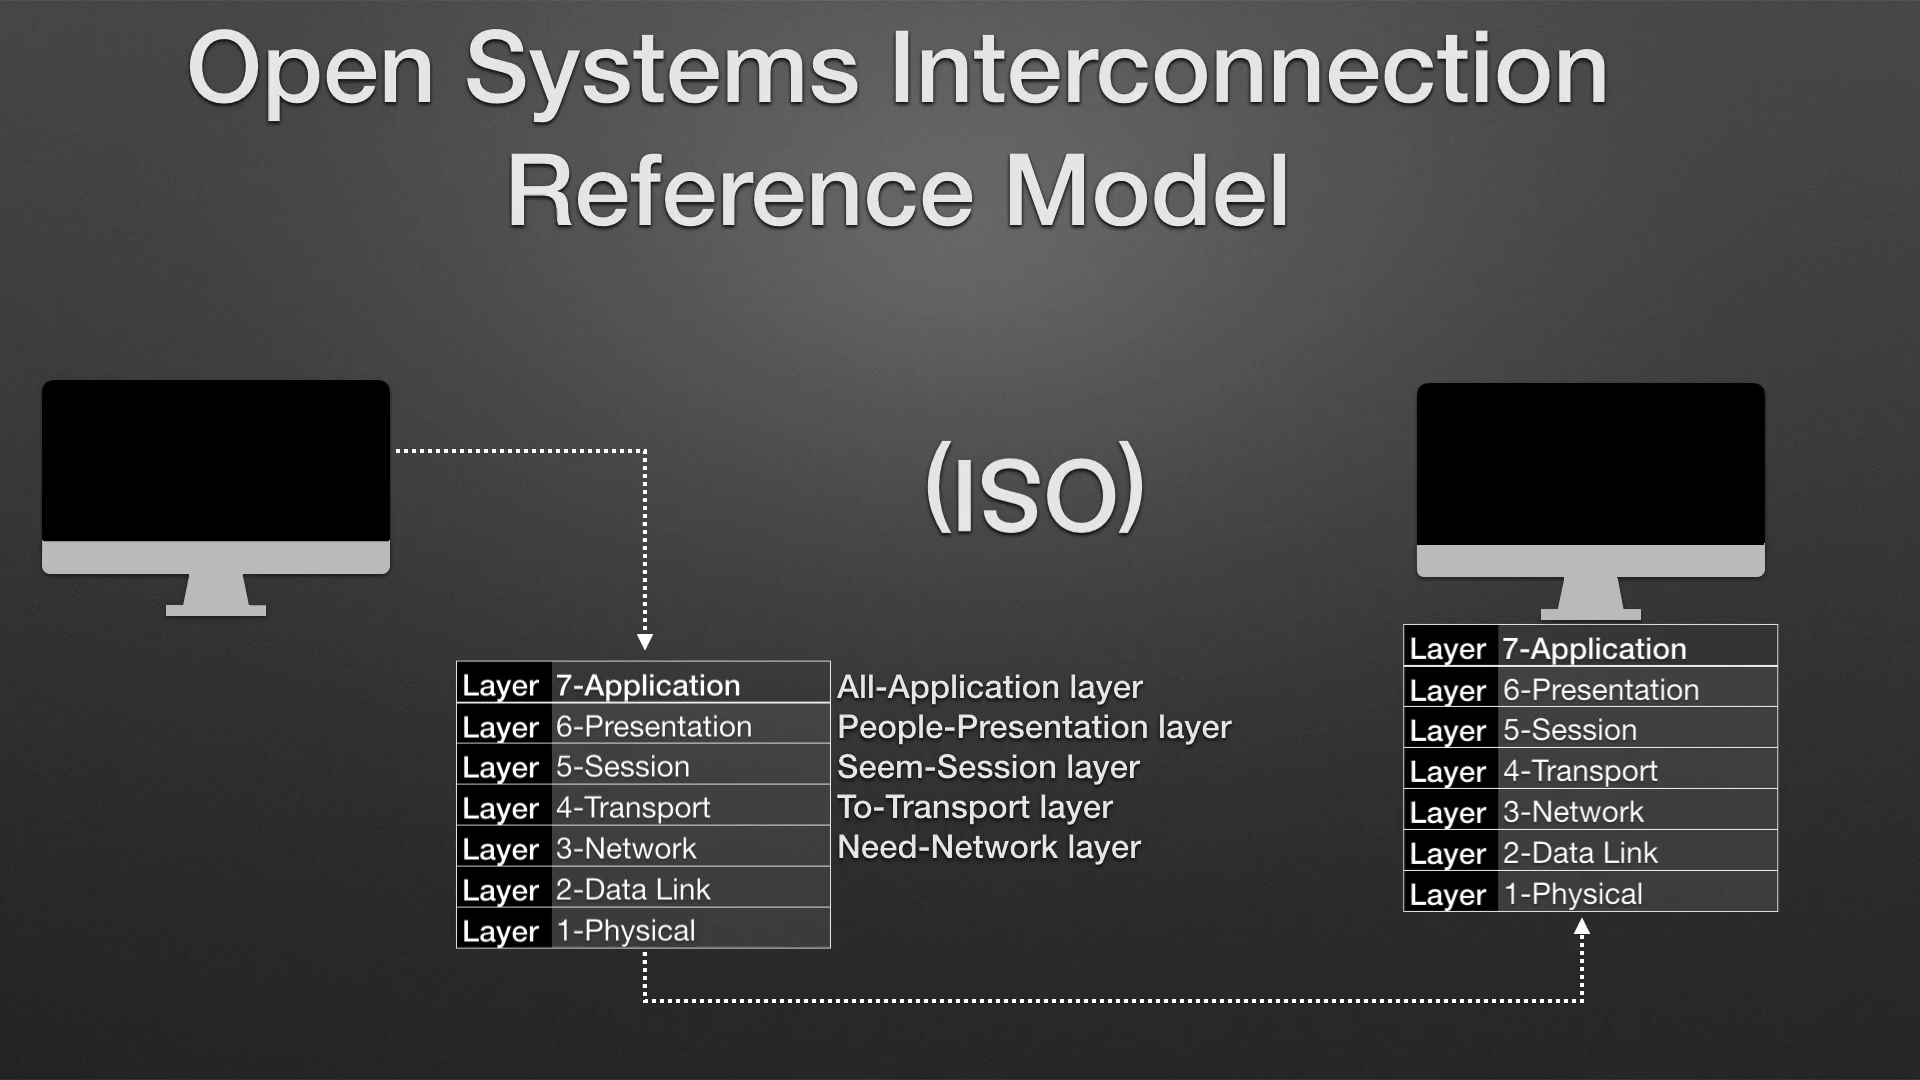 Open Systems Interconnection
Reference Model
(ISO)
Layer 7-Application
Layer 6-Presentation
Layer 5-Session
Layer 4-Transport
Layer 3-Network
Layer 2-Data Link
Layer 1-Physical
All-Application layer
People-Presentation layer
Seem-Session layer
To-Transport layer
Need-Network layer
Layer 7-Application
Layer 6-Presentation
Layer 5-Session
Layer 4-Transport
Layer 3-Network
Layer 2-Data Link
Layer 1-Physical